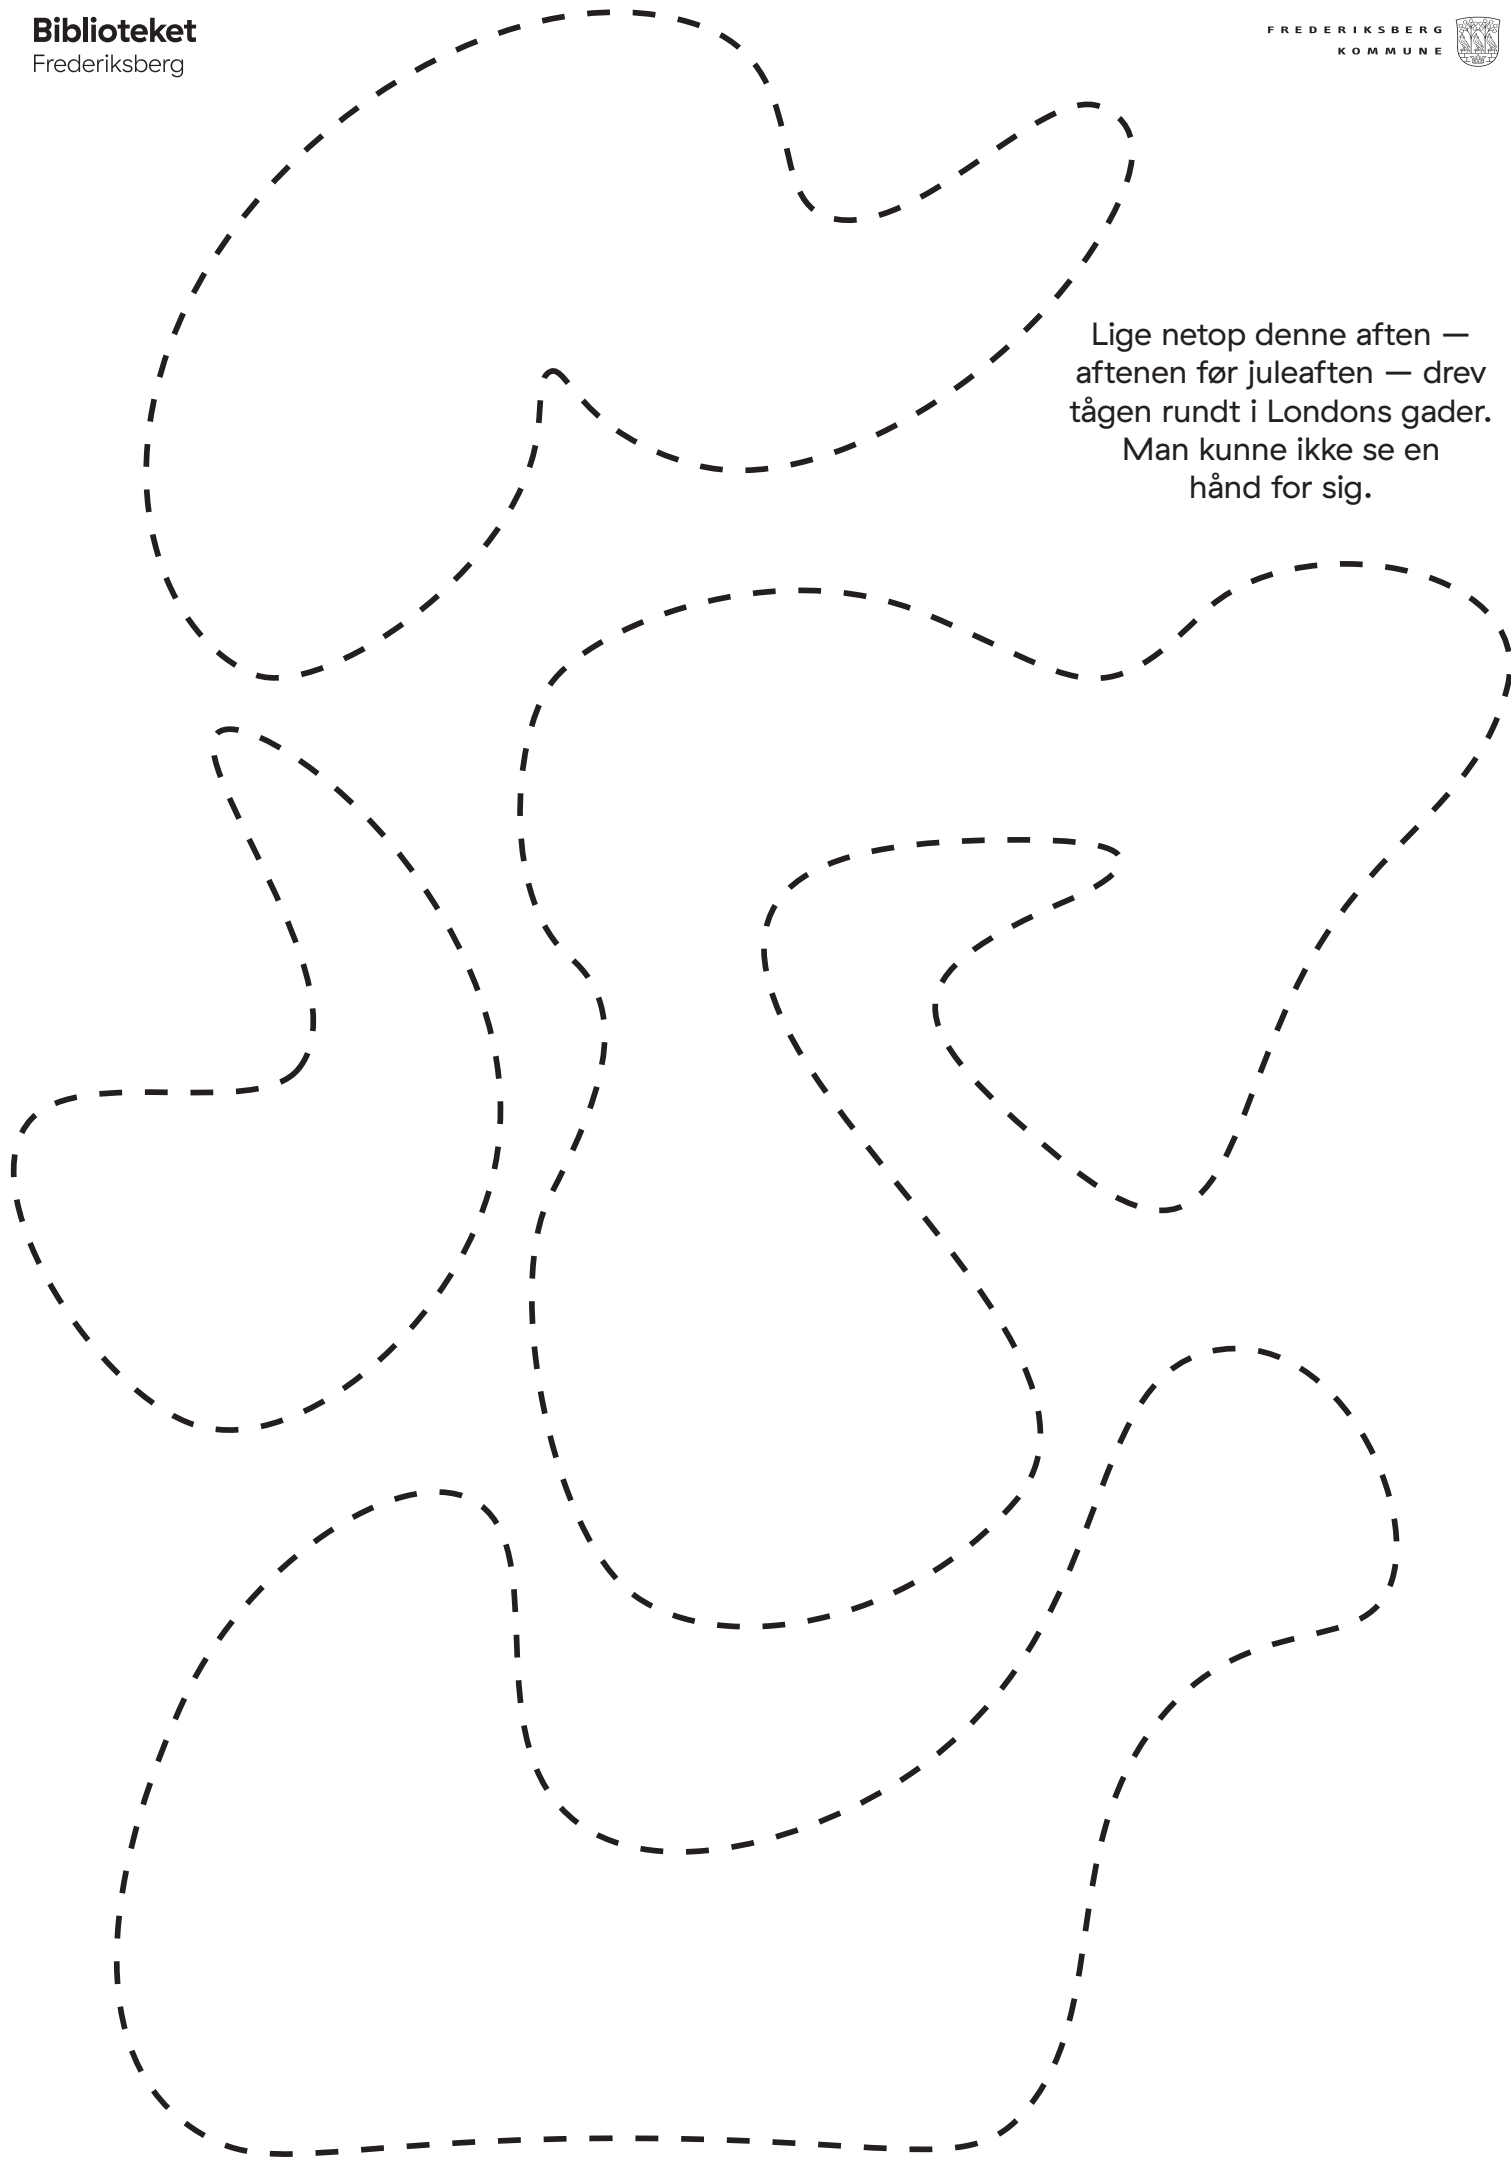 Biblioteket
Frederiksberg
FREDERIKSBERG
KOMMUNE
Lige netop denne aften —
aftenen før juleaften — drev
tågen rundt i Londons gader.
Man kunne ikke se en
hånd for sig.